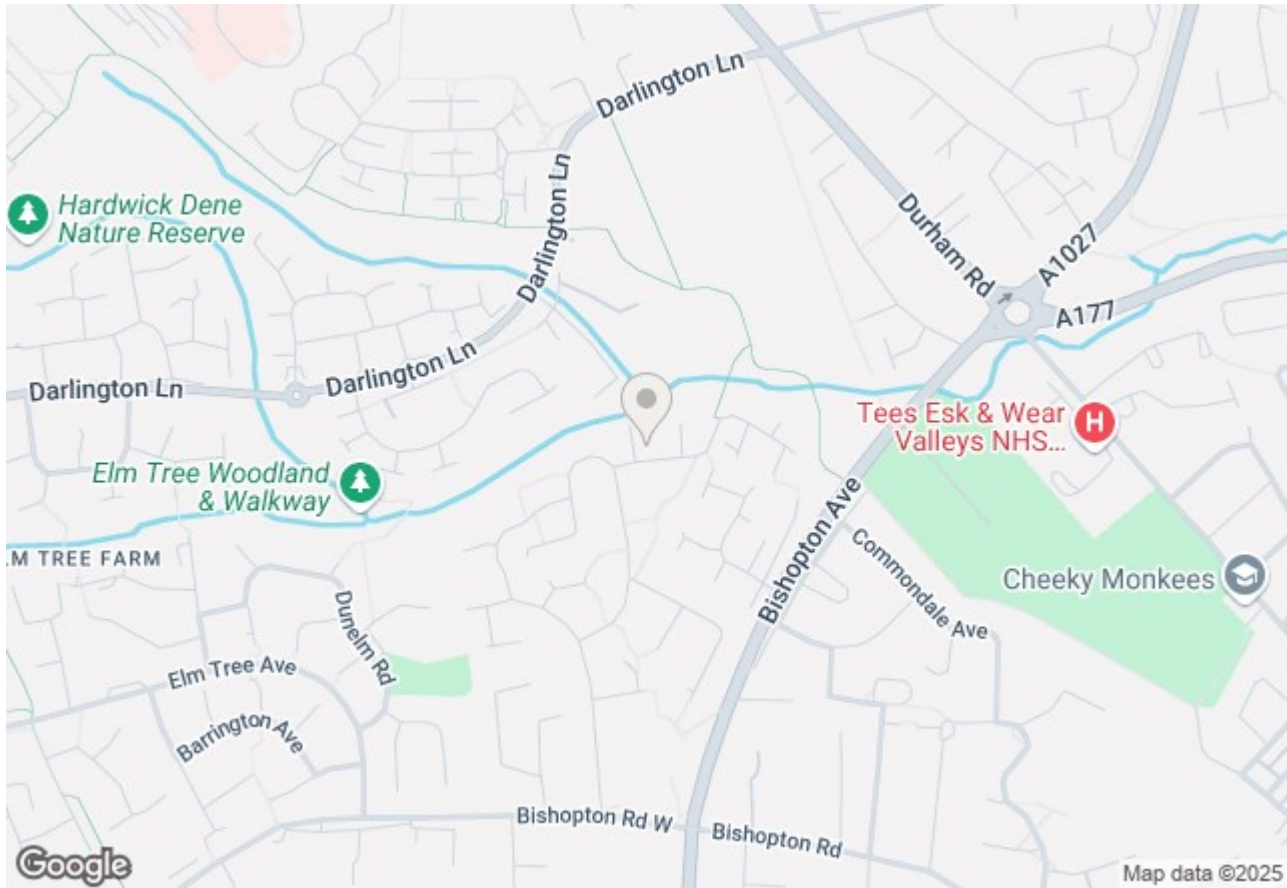 Darlington Ln
Hardwick Dene
Nature Reserve
Darlington Ln
Durham Rd
A1027
A177
Darlington Ln
Darlington Ln
Tees Esk & Wear
Valleys NHS...
H
Elm Tree Woodland
& Walkway
Bishopton Ave
LM TREE FARM
Commondale Ave
Cheeky Monkees
Dunelm Rd
Elm Tree Ave
Barrington Ave
Bishopton Rd W
Bishopton Rd
Google
Map data ©2025